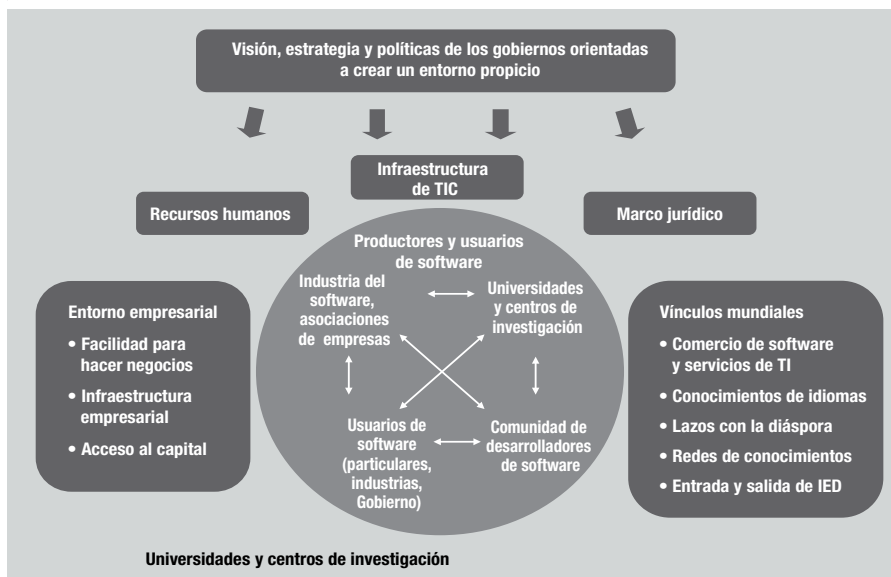 Visión, estrategia y políticas de los gobiernos orientadas
a crear un entorno propicio
Infraestructura
de TIC
Recursos humanos
Marco jurídico
Productores y usuarios
de software
Industria del
software,
asociaciones
de empresas
Universidades
y centros de
investigación
Usuarios de
software
(particulares,
industrias,
Gobierno)
Comunidad de
desarrolladores
de software
Entorno empresarial
• Facilidad para
hacer negocios
• Infraestructura
empresarial
• Acceso al capital
Vínculos mundiales
• Comercio de software
y servicios de TI
• Conocimientos de idiomas
• Lazos con la diáspora
• Redes de conocimientos
• Entrada y salida de IED
Universidades y centros de investigación